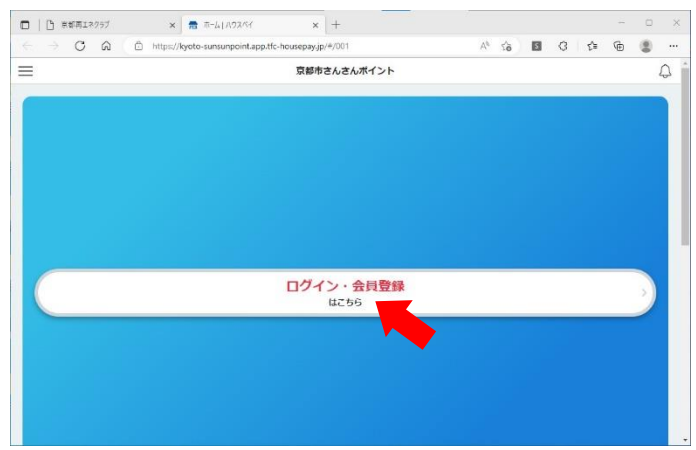 京都再エネクラブ
ホーム | ハウスペイ
https://kyoto-sunsunpoint.app.tfc-housepay.jp/#/001
京都市さんさんポイント
ログイン・会員登録
はこちら